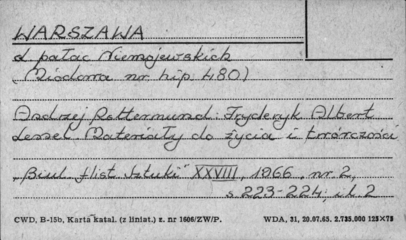 WARSZAWA
d. pałac Niemojewskich
(Miodowa nr. hip. 480)
Andrzej Rottermund: Fryderyk Albert
Lessel. Materiały do życia i twórczości
„Biul. Hist. Sztuki" XXVIII, 1966, nr. 2,
s. 223-224, il. 2
CWD, B-15b, Karta katal. (z liniat.) z. nr 1606/ZW/P. WDA, 31, 20.07.65. 2.735.000 125×75